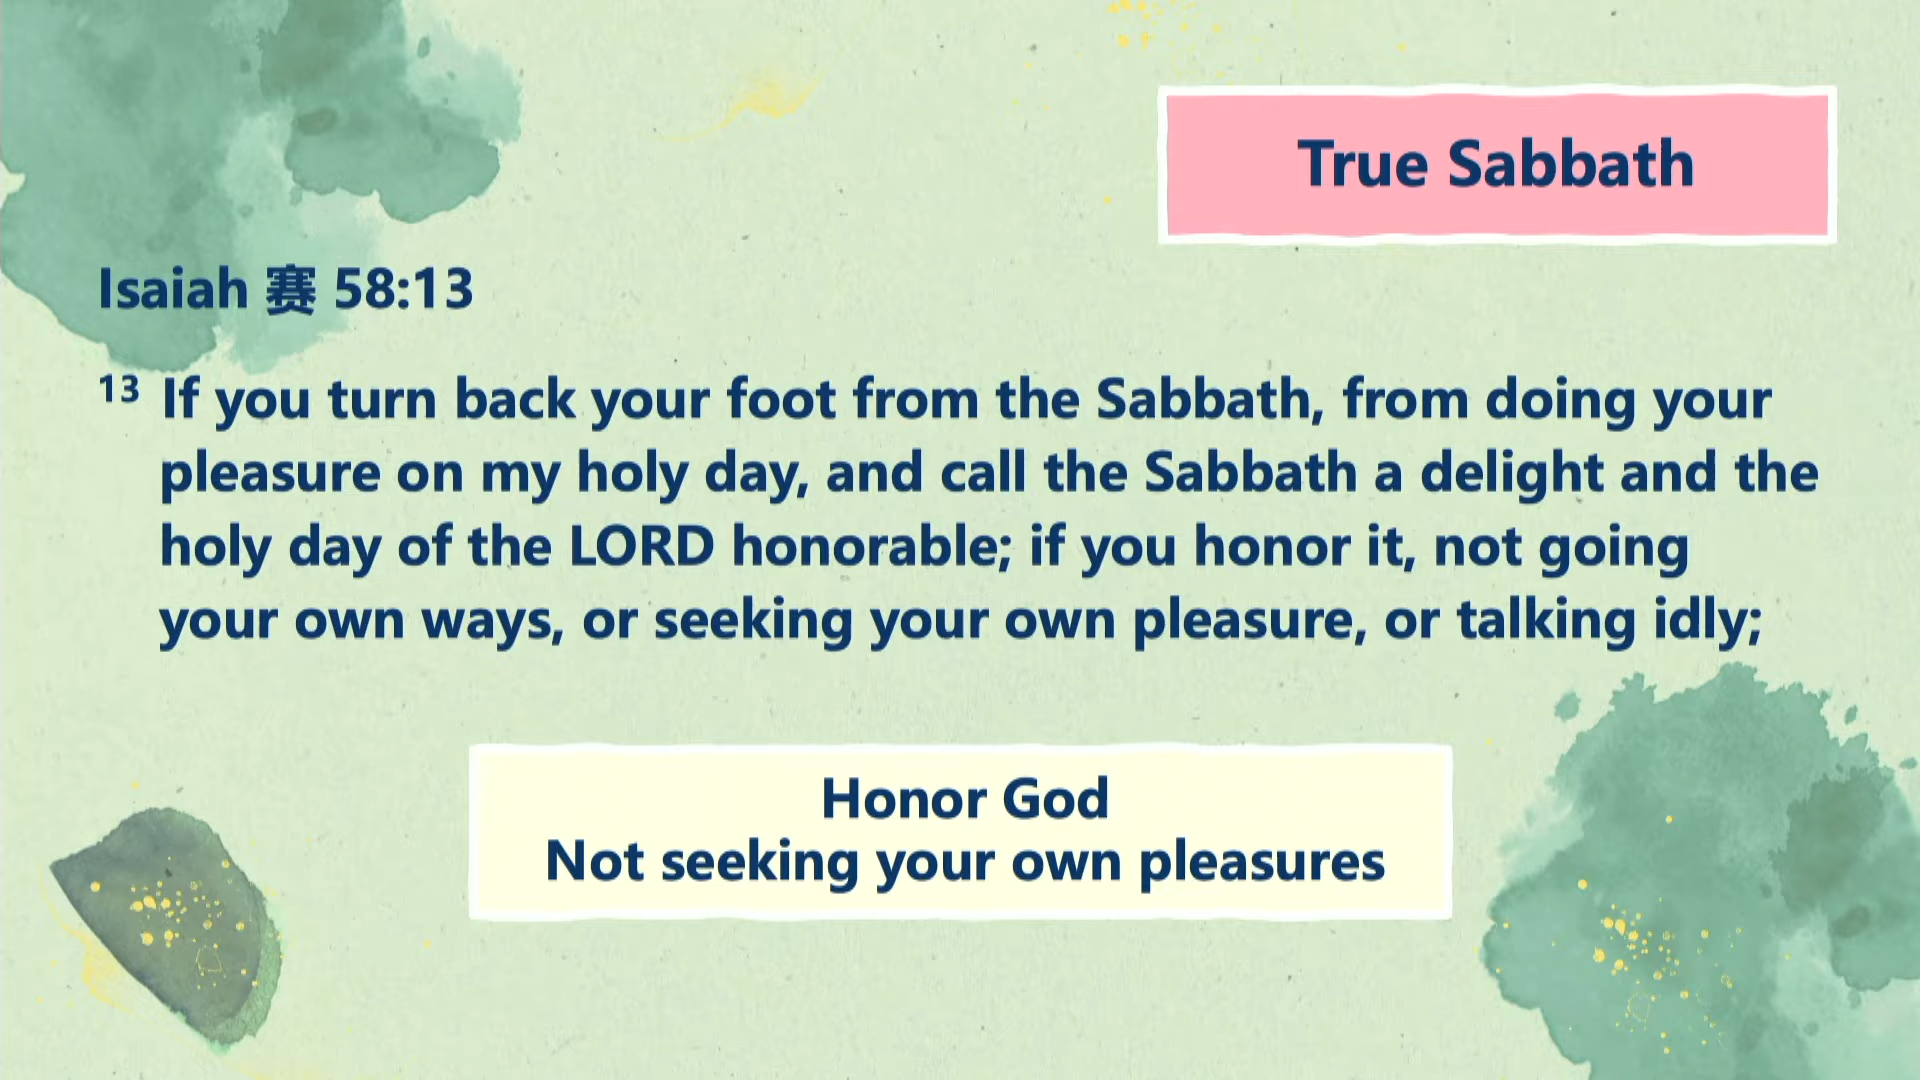 True Sabbath
Isaiah 赛 58:13
13 If you turn back your foot from the Sabbath, from doing your
pleasure on my holy day, and call the Sabbath a delight and the
holy day of the LORD honorable; if you honor it, not going
your own ways, or seeking your own pleasure, or talking idly;
Honor God
Not seeking your own pleasures